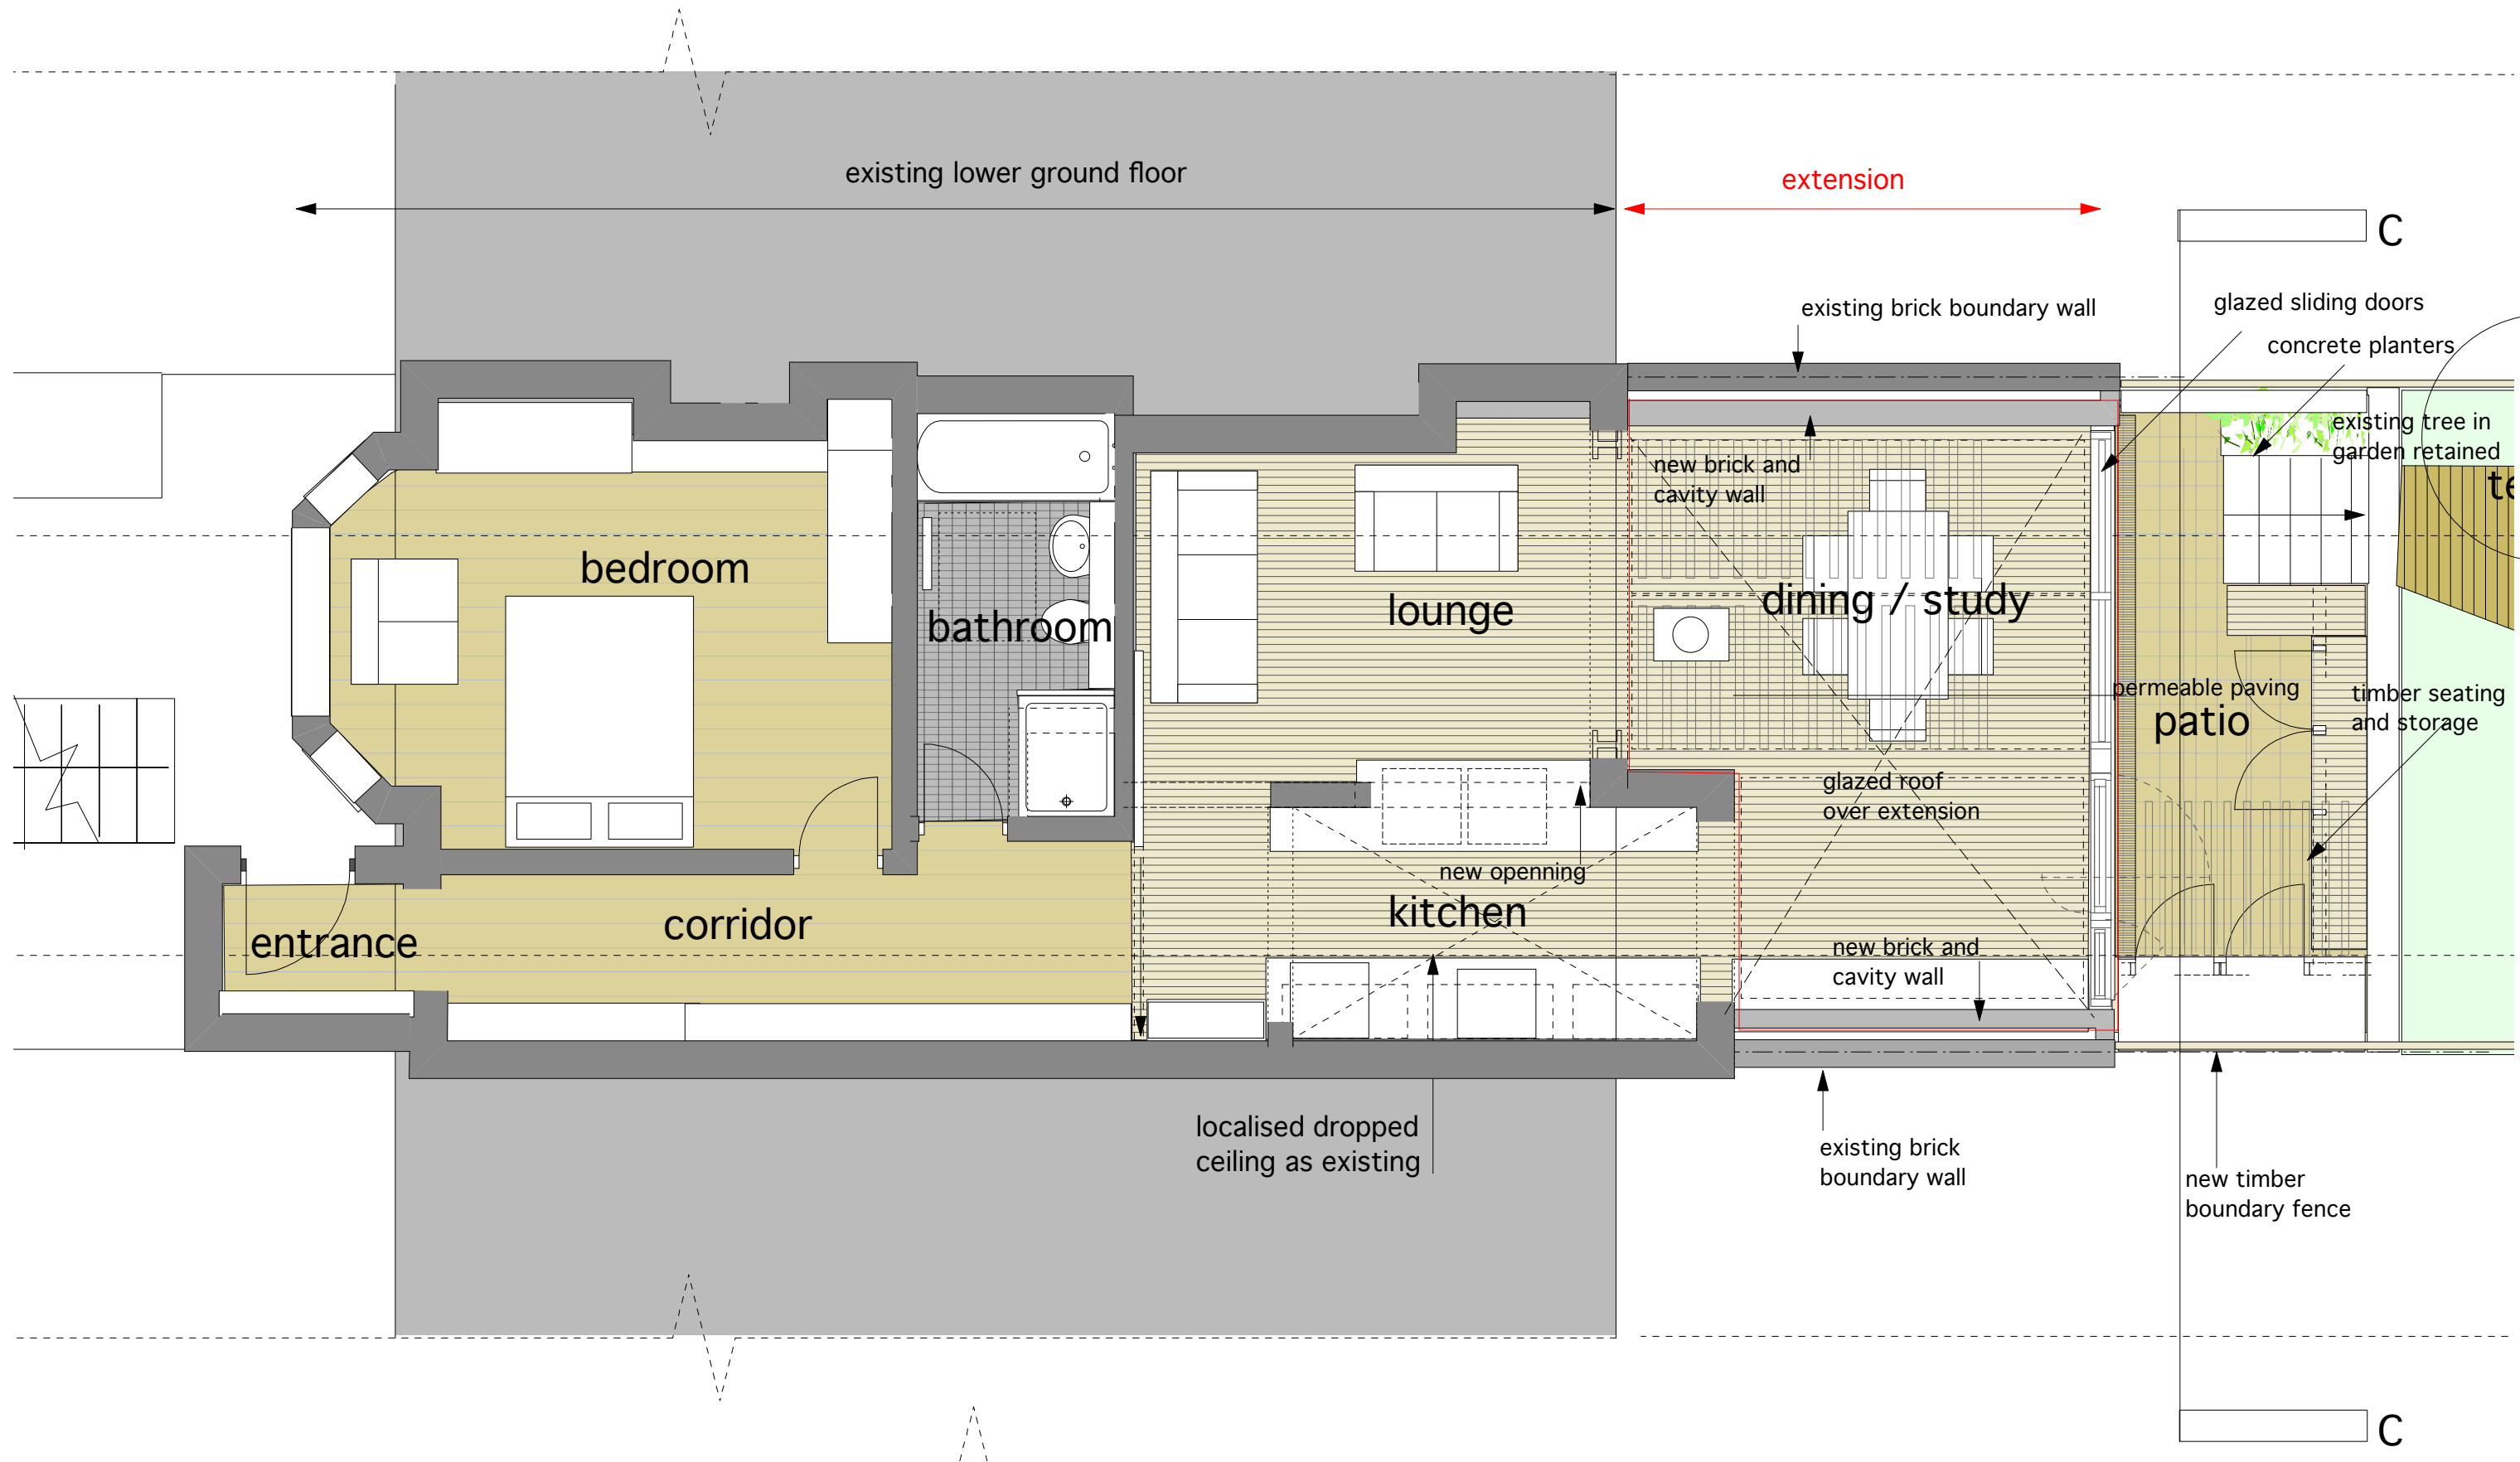 existing lower ground floor
extension
C
existing brick boundary wall
glazed sliding doors
concrete planters
existing tree in
garden retained
new brick and
cavity wall
te
bedroom
bathroom
lounge
dining / study
permeable paving
patio
timber seating
and storage
glazed roof
over extension
new openning
kitchen
corridor
entrance
new brick and
cavity wall
localised dropped
ceiling as existing
existing brick
boundary wall
new timber
boundary fence
C